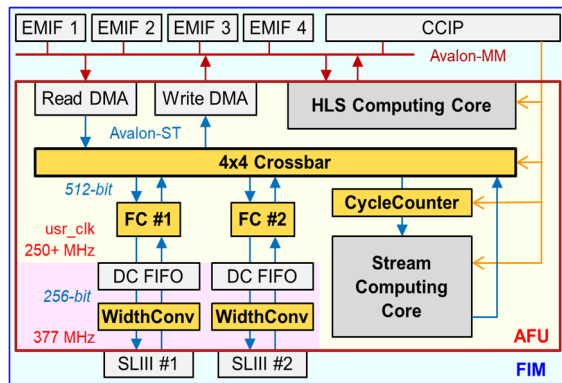 EMIF 1 EMIF 2 EMIF 3 EMIF 4 CCIP
Avalon-MM
Read DMA Write DMA HLS Computing Core
Avalon-ST
4x4 Crossbar
512-bit
FC #1 FC #2 CycleCounter
usr_clk
250+ MHz
DC FIFO DC FIFO Stream
Computing
Core
256-bit
WidthConv WidthConv
377 MHz
AFU
SLIII #1 SLIII #2
FIM